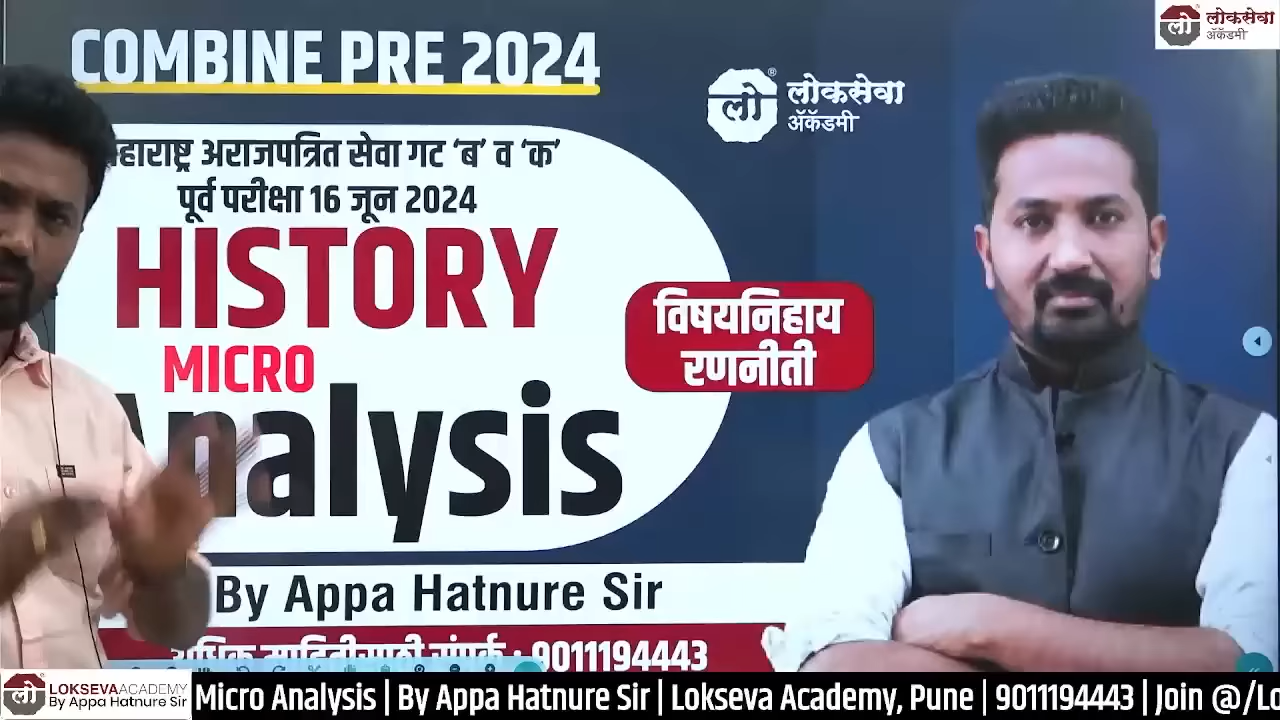 COMBINE PRE 2024
लोकसेवा
अ‍ॅकॅडमी
लो
लोकसेवा
अ‍ॅकॅडमी
हाराष्ट्र अराजपत्रित सेवा गट ‘ब’ व ‘क’
पूर्व परीक्षा 16 जून 2024
HISTORY
MICRO
Analysis
विषयनिहाय
रणनीती
By Appa Hatnure Sir
अधिक माहितीसाठी संपर्क : 9011194443
लो
LOKSEVA ACADEMY
By Appa Hatnure Sir
Micro Analysis | By Appa Hatnure Sir | Lokseva Academy, Pune | 9011194443 | Join @/Lo